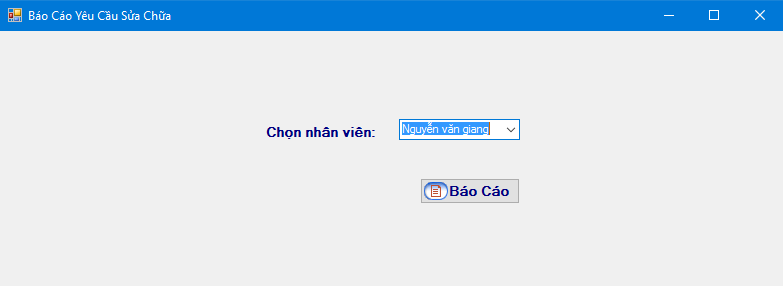 Báo Cáo Yêu Cầu Sửa Chữa
Chọn nhân viên: Nguyễn văn giang
Báo Cáo